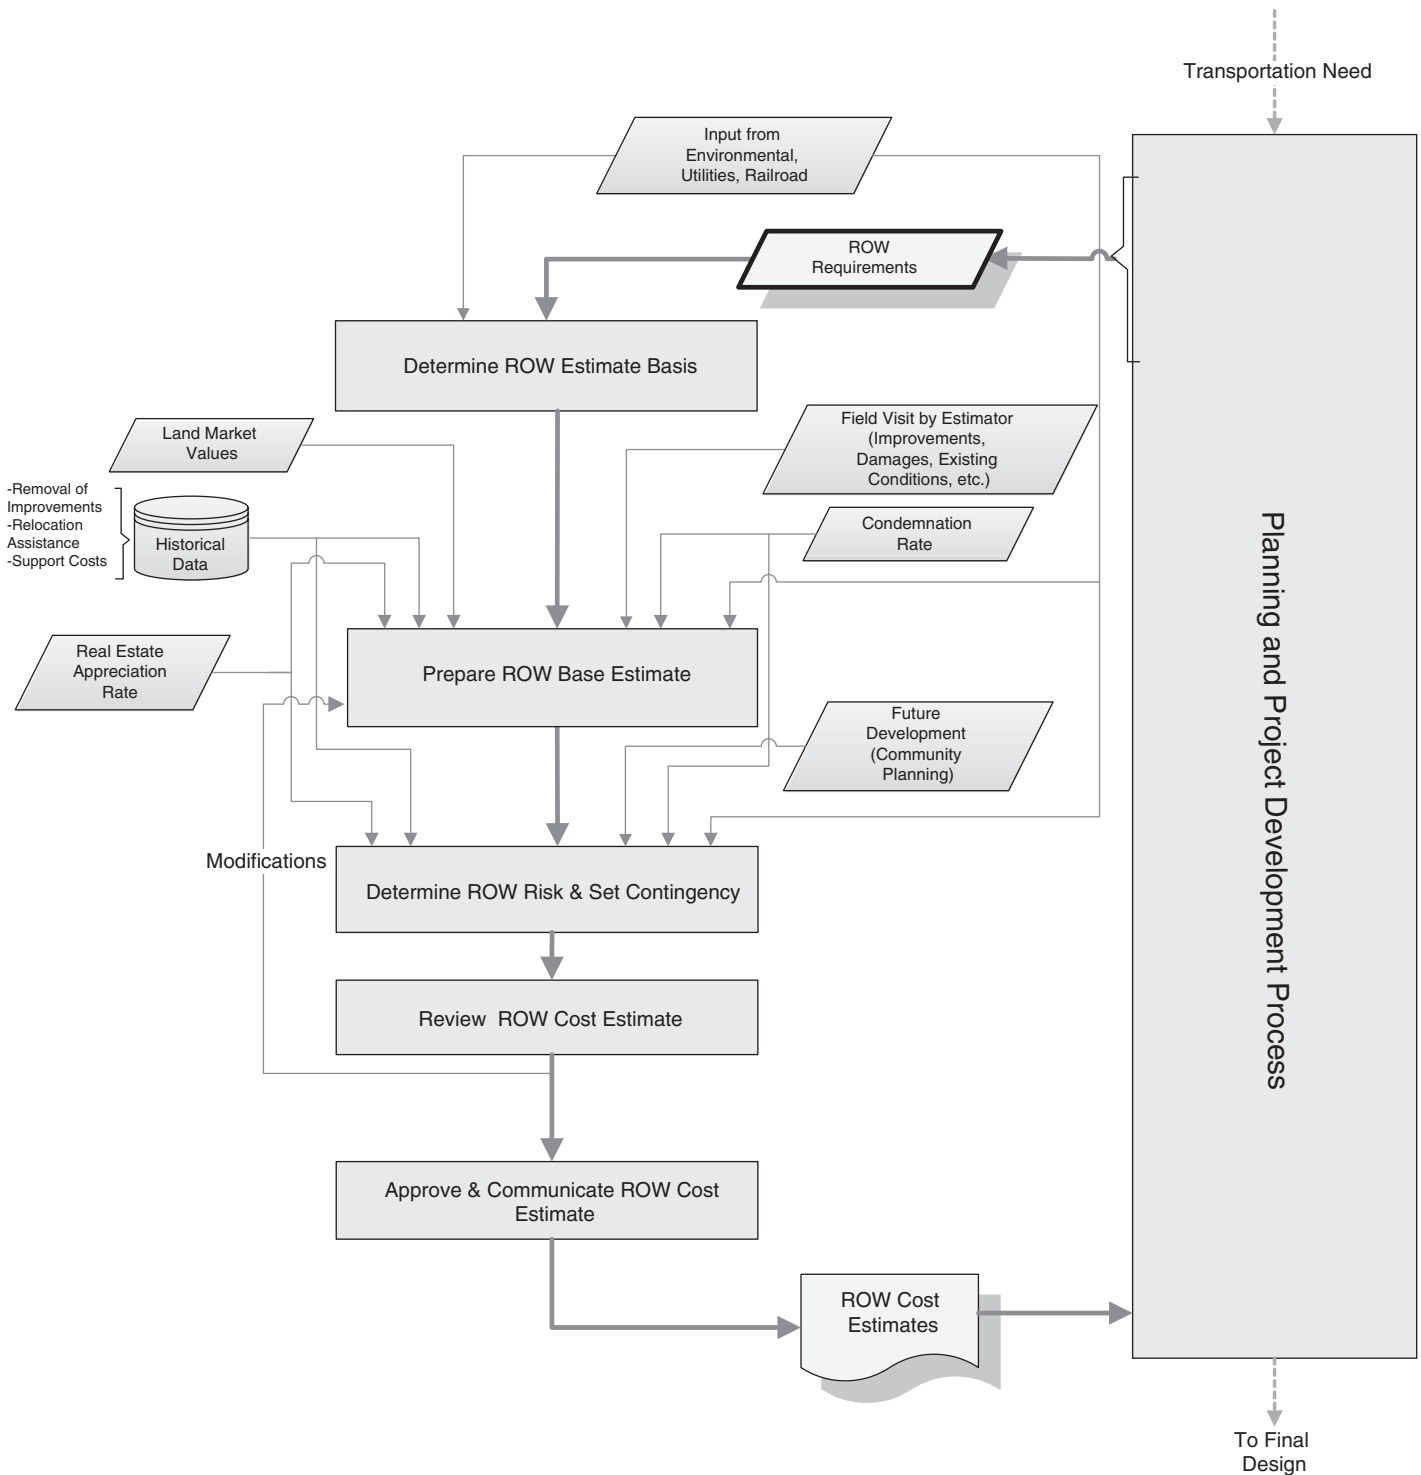 Transportation Need
Input from
Environmental,
Utilities, Railroad
ROW
Requirements
Determine ROW Estimate Basis
Land Market
Values
Field Visit by Estimator
(Improvements,
Damages, Existing
Conditions, etc.)
-Removal of
Improvements
-Relocation
Assistance
-Support Costs
Historical
Data
Condemnation
Rate
Real Estate
Appreciation
Rate
Prepare ROW Base Estimate
Future
Development
(Community
Planning)
Modifications
Determine ROW Risk & Set Contingency
Review ROW Cost Estimate
Approve & Communicate ROW Cost
Estimate
ROW Cost
Estimates
Planning and Project Development Process
To Final
Design